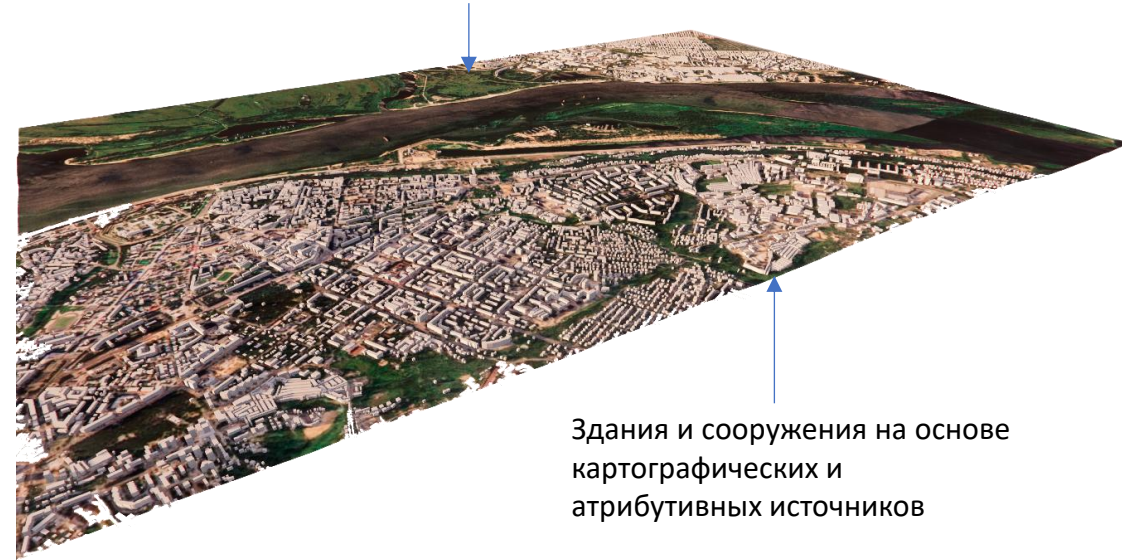 Здания и сооружения на основе
картографических и
атрибутивных источников